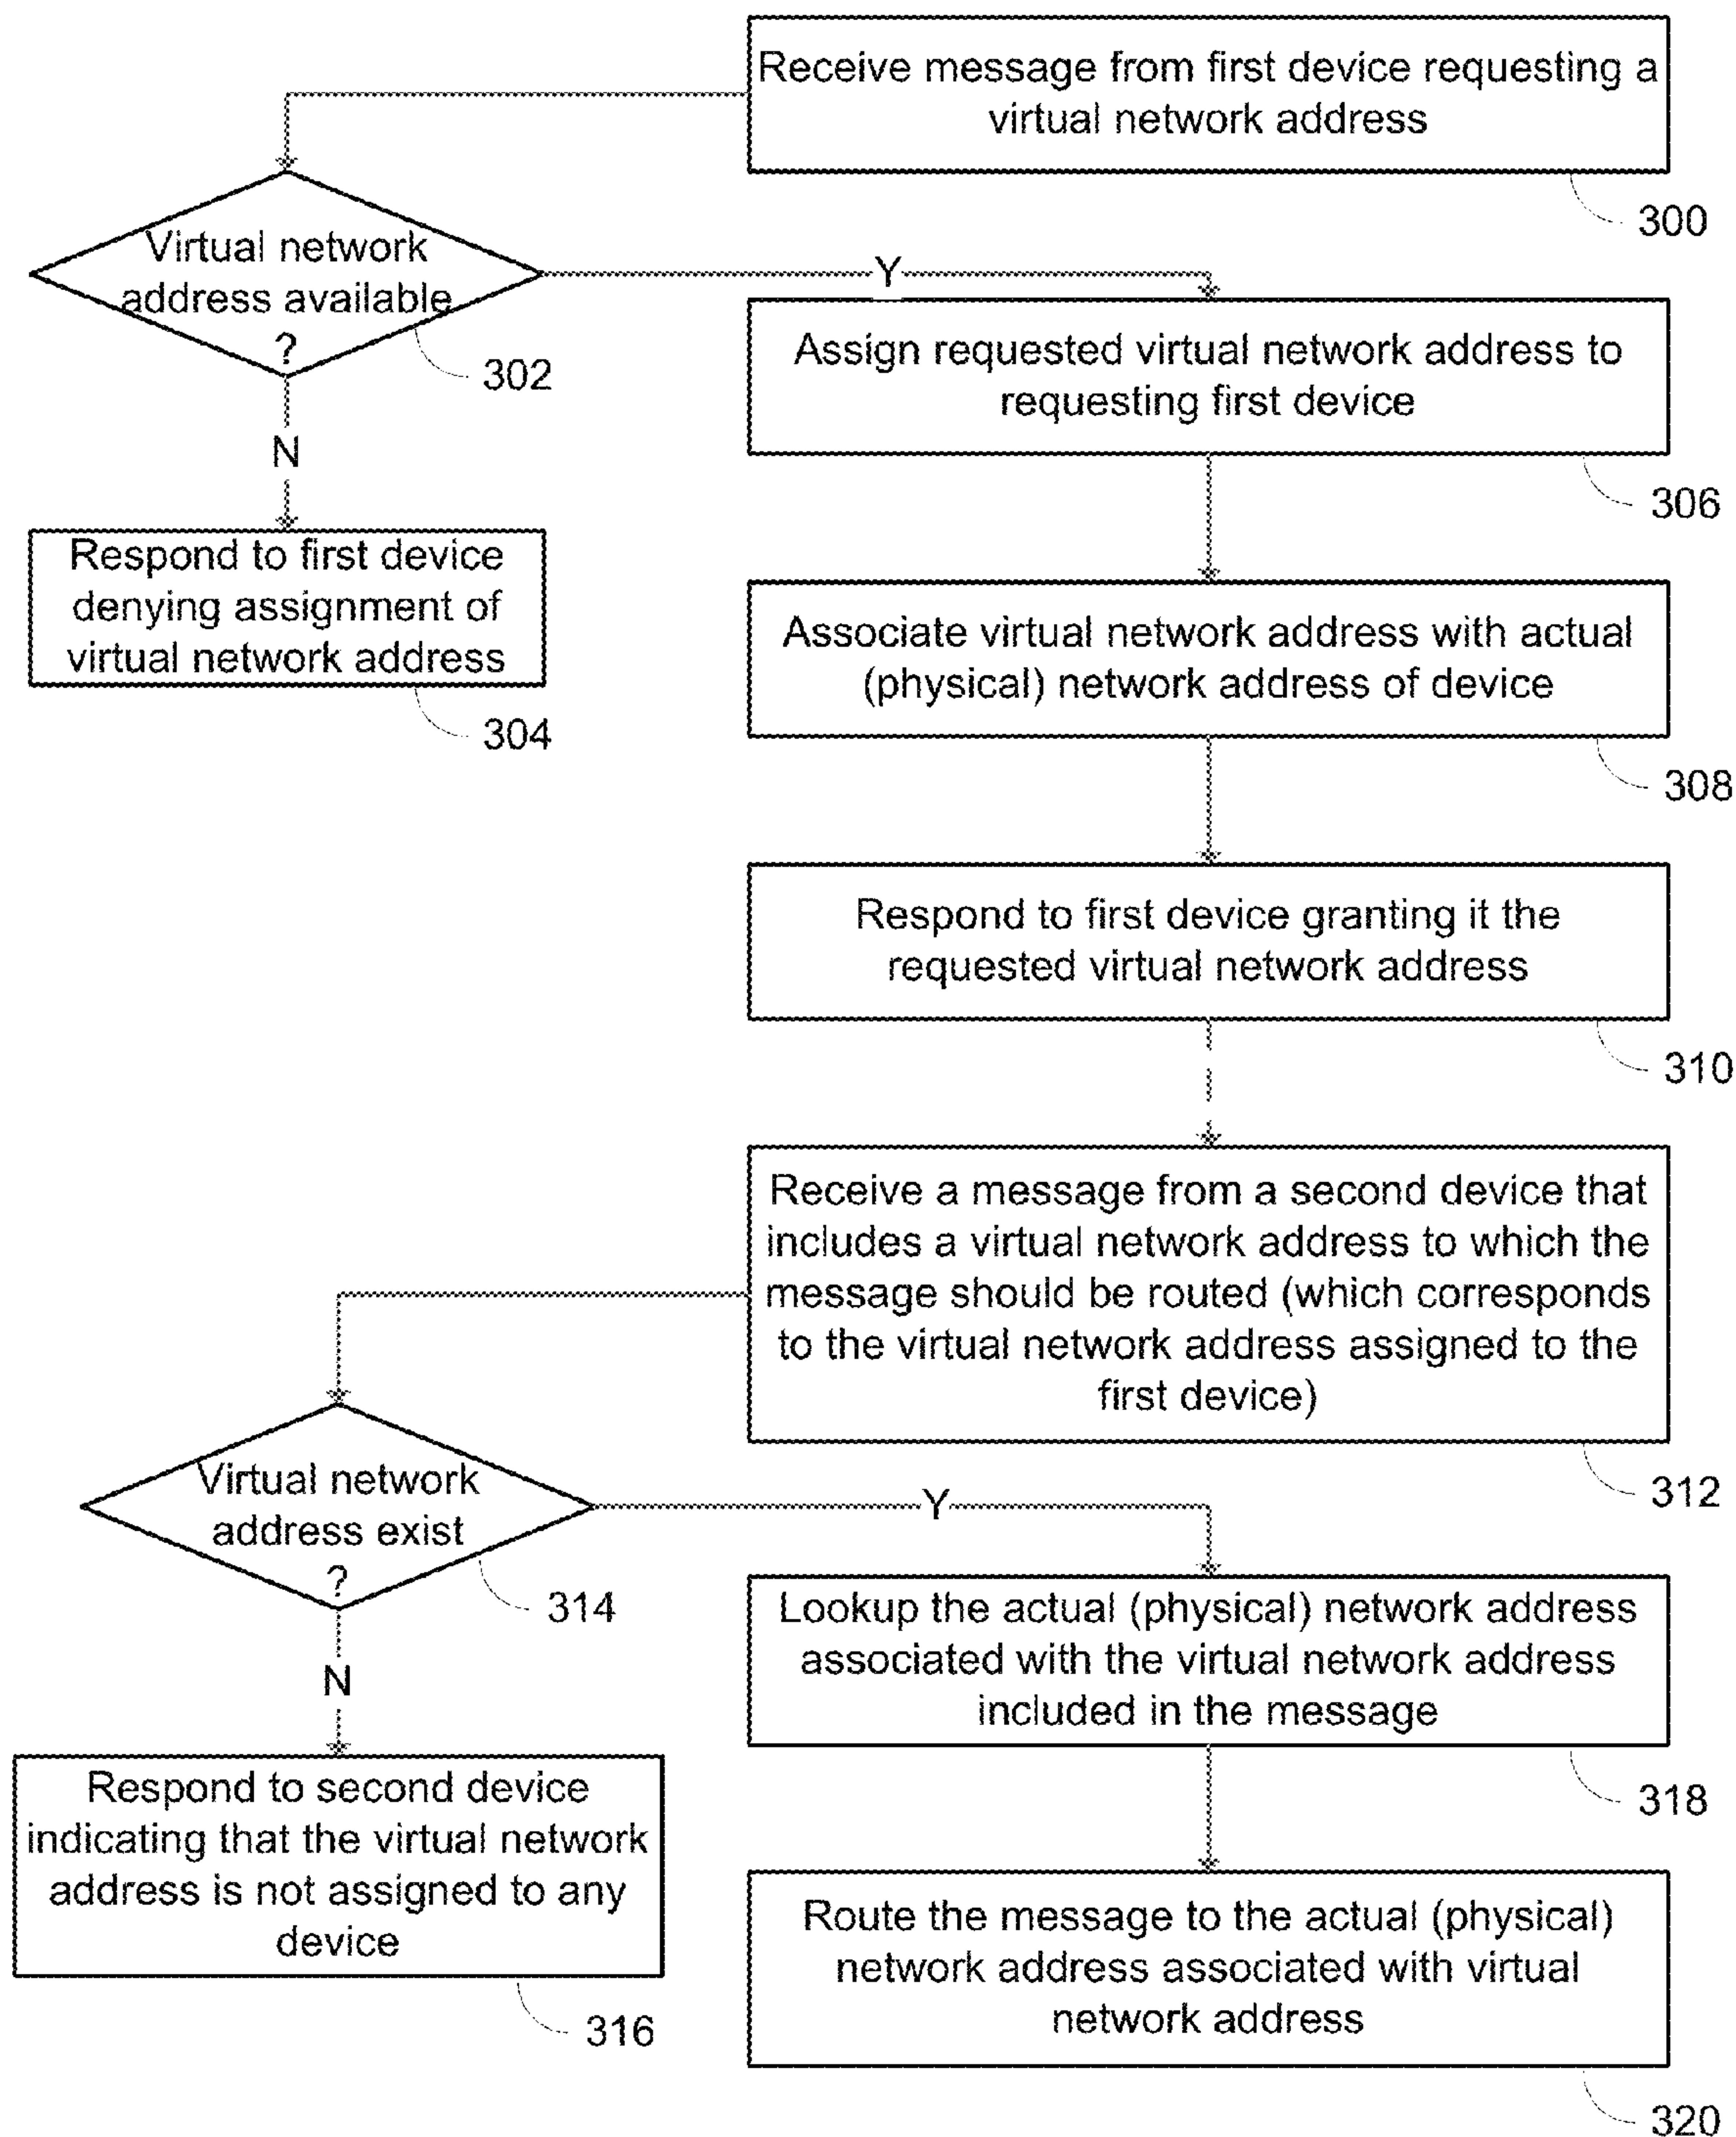 Receive message from first device requesting a
virtual network address
300
Virtual network
address available
?
302
Y
N
Assign requested virtual network address to
requesting first device
306
Respond to first device
denying assignment of
virtual network address
304
Associate virtual network address with actual
(physical) network address of device
308
Respond to first device granting it the
requested virtual network address
310
Receive a message from a second device that
includes a virtual network address to which the
message should be routed (which corresponds
to the virtual network address assigned to the
first device)
312
Virtual network
address exist
?
314
Y
N
Lookup the actual (physical) network address
associated with the virtual network address
included in the message
318
Respond to second device
indicating that the virtual network
address is not assigned to any
device
316
Route the message to the actual (physical)
network address associated with virtual
network address
320